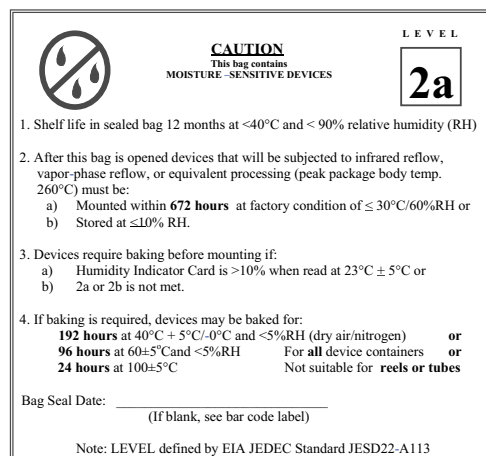 LEVEL
CAUTION
This bag contains
MOISTURE –SENSITIVE DEVICES
2a
1. Shelf life in sealed bag 12 months at <40°C and < 90% relative humidity (RH)
2. After this bag is opened devices that will be subjected to infrared reflow,
vapor-phase reflow, or equivalent processing (peak package body temp.
260°C) must be:
a) Mounted within 672 hours at factory condition of ≤ 30°C/60%RH or
b) Stored at ≤10% RH.
3. Devices require baking before mounting if:
a) Humidity Indicator Card is >10% when read at 23°C ± 5°C or
b) 2a or 2b is not met.
4. If baking is required, devices may be baked for:
192 hours at 40°C + 5°C/-0°C and <5%RH (dry air/nitrogen) or
96 hours at 60±5°Cand <5%RH For all device containers or
24 hours at 100±5°C Not suitable for reels or tubes
Bag Seal Date: ______________________________
(If blank, see bar code label)
Note: LEVEL defined by EIA JEDEC Standard JESD22-A113